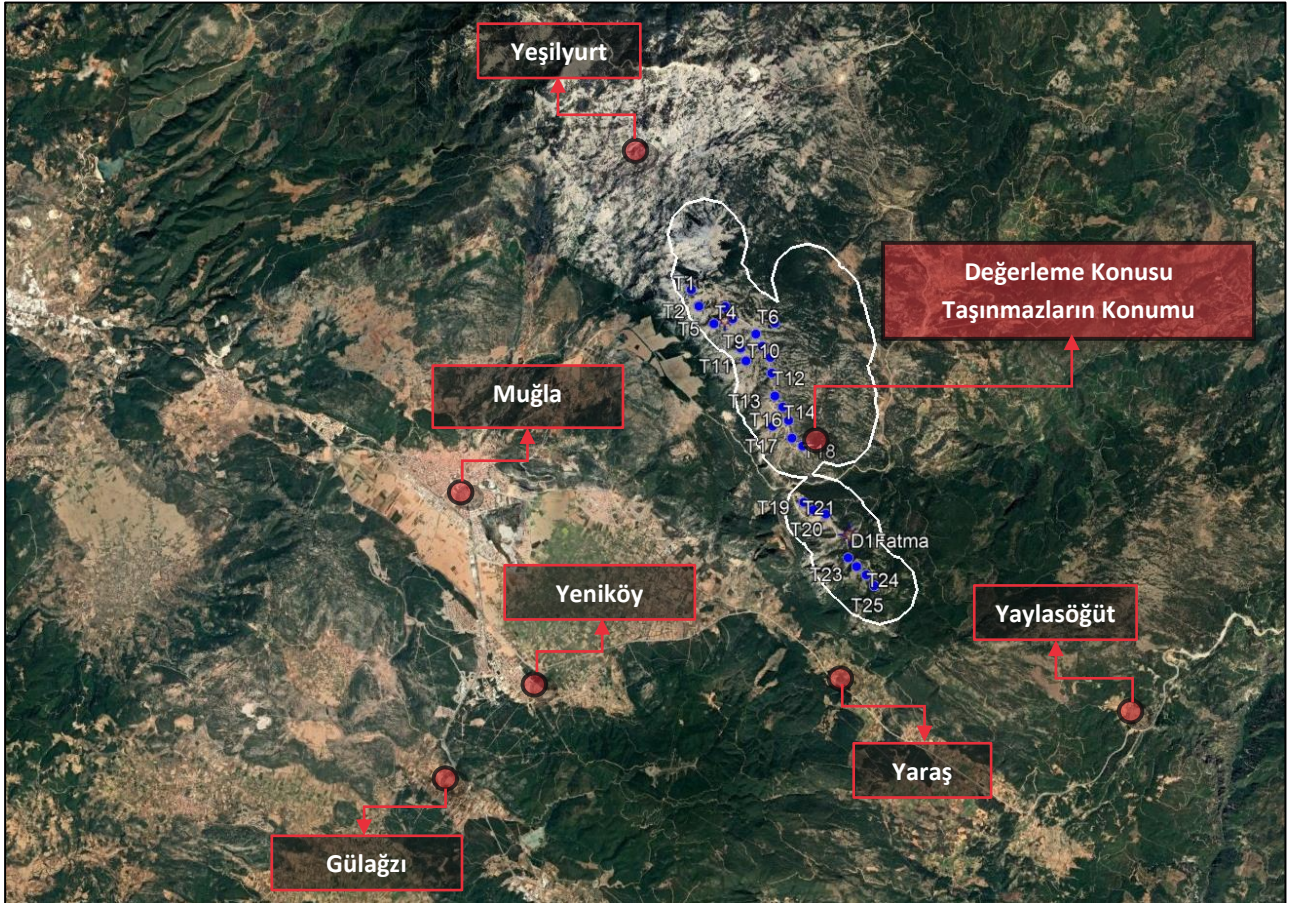 Yeşilyurt
Değerleme Konusu
Taşınmazların Konumu
T1
T2
T4
T5
T6
T9
T10
T11
T12
Muğla
T13
T14
T16
T17
T18
T19
T21
T20
D1Fatma
T23
T24
T25
Yeniköy
Yaylasöğüt
Yaraş
Gülağzı